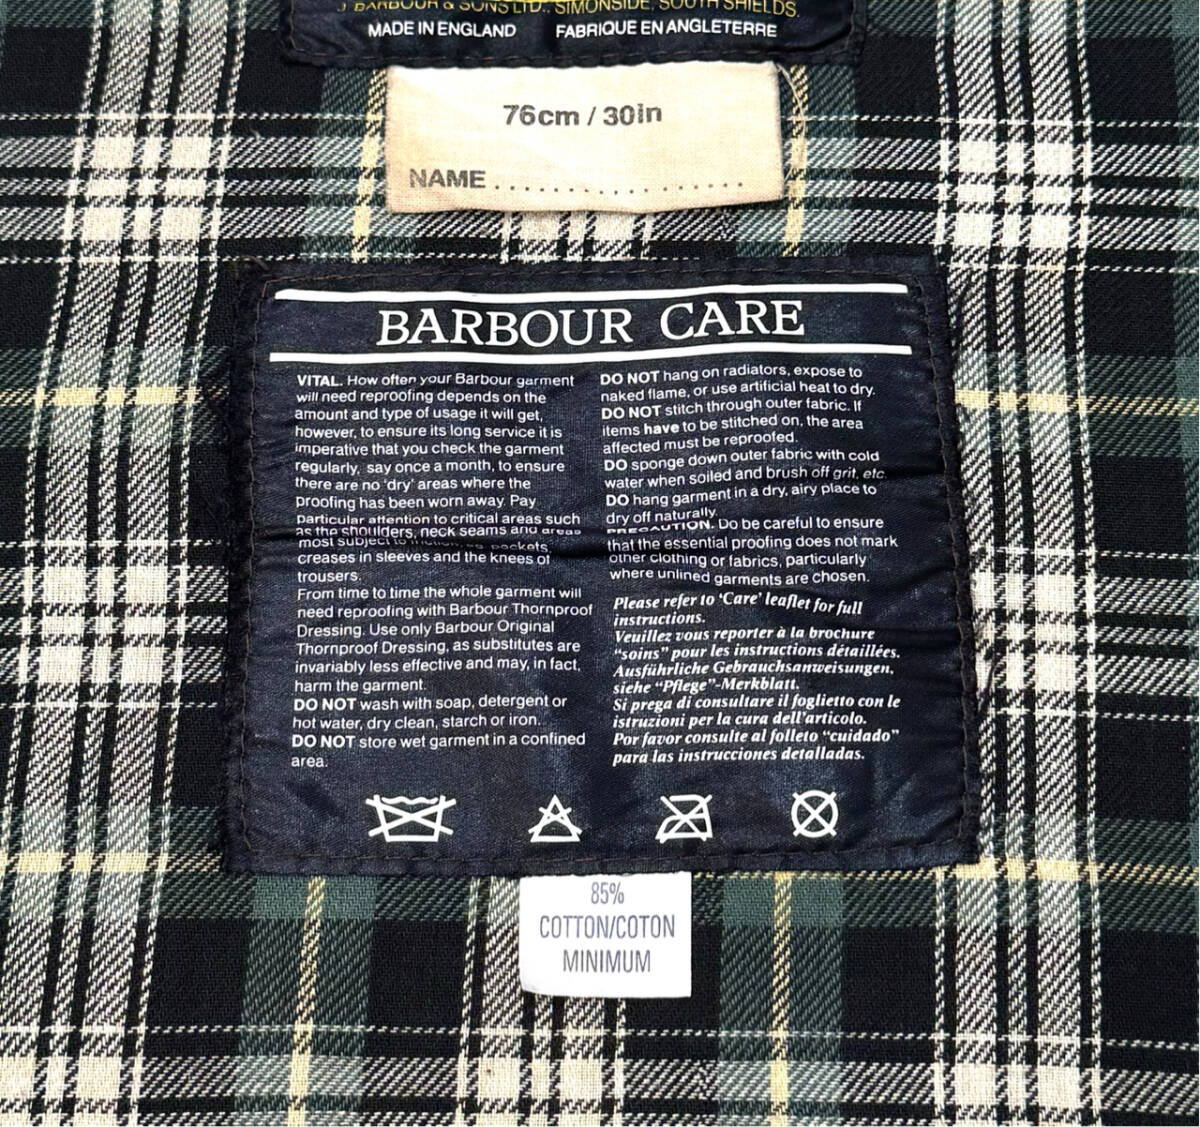 J BARBOUR & SONS LTD. SIMONSIDE, SOUTH SHIELDS.
MADE IN ENGLAND FABRIQUE EN ANGLETERRE
76cm / 30in
NAME ..................
BARBOUR CARE
VITAL. How often your Barbour garment
will need reproofing depends on the
amount and type of usage it will get,
however, to ensure its long service it is
imperative that you check the garment
regularly, say once a month, to ensure
there are no 'dry' areas where the
proofing has been worn away. Pay
particular attention to critical areas such
as the shoulders, neck seams and areas
most subject to pockets,
creases in sleeves and the knees of
trousers.
From time to time the whole garment will
need reproofing with Barbour Thornproof
Dressing. Use only Barbour Original
Thornproof Dressing, as substitutes are
invariably less effective and may, in fact,
harm the garment.
DO NOT wash with soap, detergent or
hot water, dry clean, starch or iron.
DO NOT store wet garment in a confined
area.
DO NOT hang on radiators, expose to
naked flame, or use artificial heat to dry.
DO NOT stitch through outer fabric. If
items have to be stitched on, the area
affected must be reproofed.
DO sponge down outer fabric with cold
water when soiled and brush off grit, etc.
DO hang garment in a dry, airy place to
dry off naturally.
PRECAUTION. Do be careful to ensure
that the essential proofing does not mark
other clothing or fabrics, particularly
where unlined garments are chosen.
Please refer to 'Care' leaflet for full
instructions.
Veuillez vous reporter à la brochure
"soins" pour les instructions détaillées.
Ausführliche Gebrauchsanweisungen,
siehe "Pflege"-Merkblatt.
Si prega di consultare il foglietto con le
istruzioni per la cura dell'articolo.
Por favor consulte al folleto "cuidado"
para las instrucciones detalladas.
85%
COTTON/COTON
MINIMUM